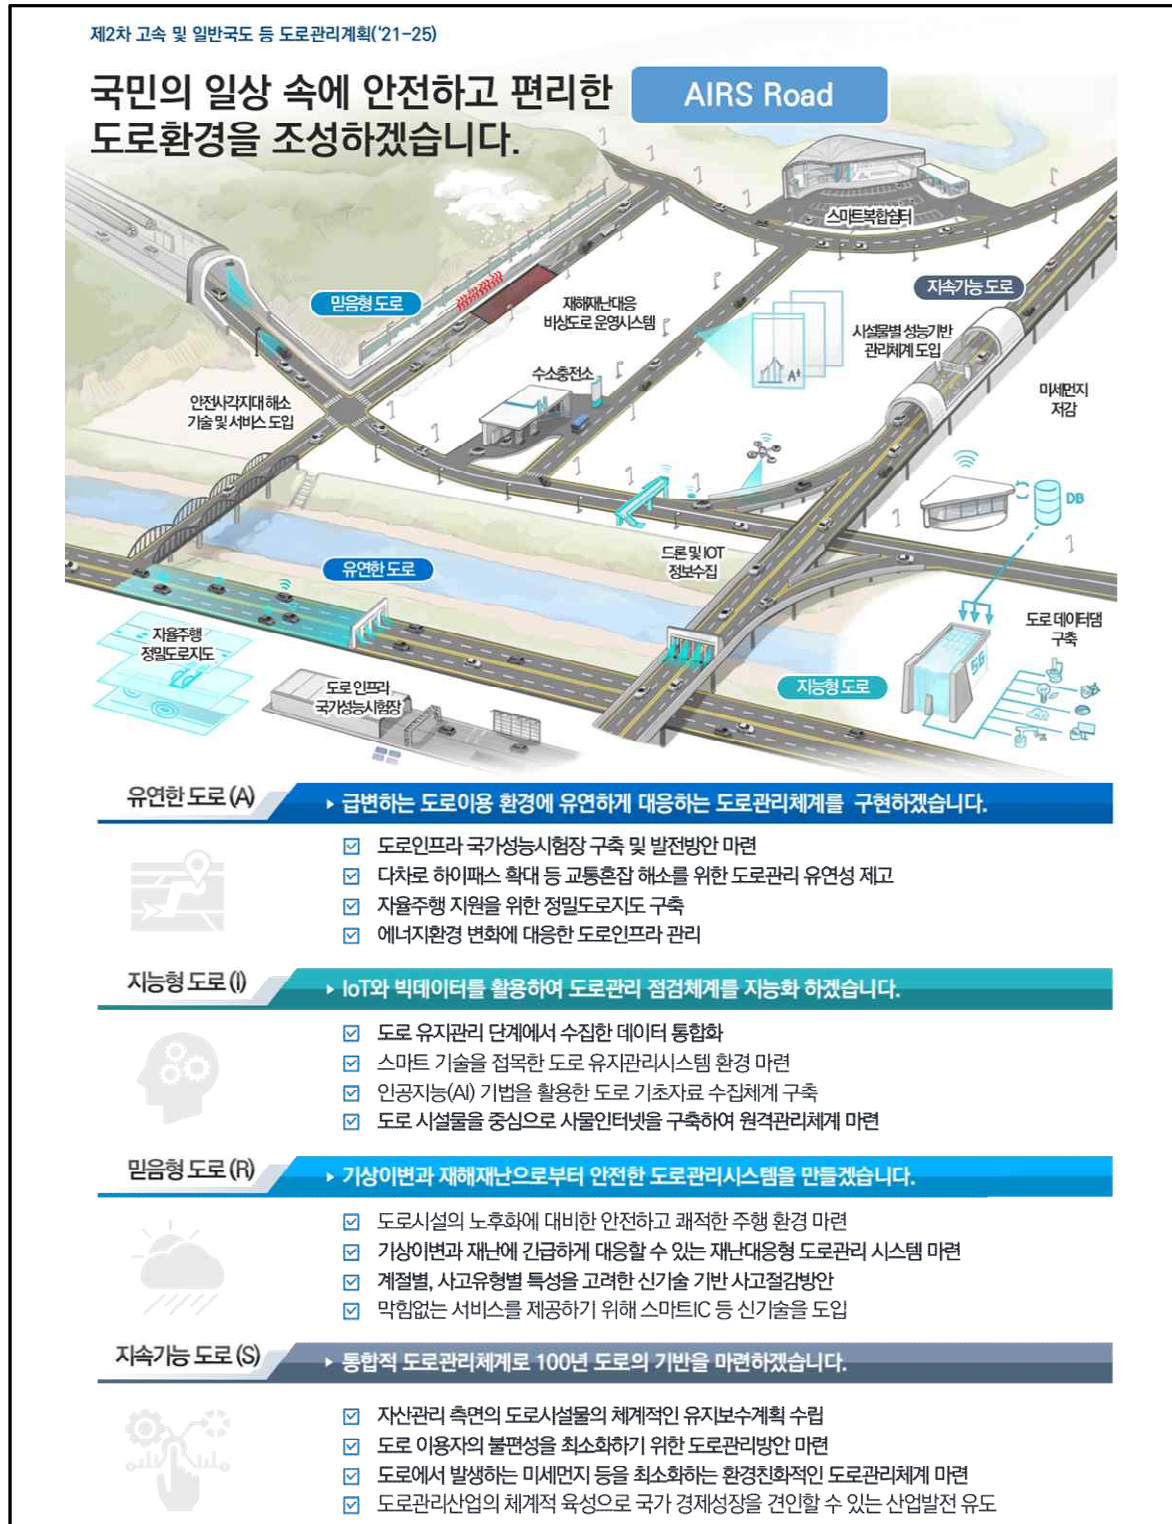 제2차 고속 및 일반국도 등 도로관리계획('21-25)
국민의 일상 속에 안전하고 편리한
도로환경을 조성하겠습니다.
AIRS Road
스마트복합쉼터
지속가능 도로
믿음형 도로
재해재난대응
비상도로 운영시스템
시설물별 성능기반
관리체계 도입
A+
수소충전소
미세먼지
저감
안전사각지대 해소
기술 및 서비스 도입
DB
드론 및 IOT
정보수집
유연한 도로
자율주행
정밀도로지도
도로 데이터댐
구축
5G
도로 인프라
국가성능시험장
지능형 도로
유연한 도로 (A)
▸ 급변하는 도로이용 환경에 유연하게 대응하는 도로관리체계를 구현하겠습니다.
☑ 도로인프라 국가성능시험장 구축 및 발전방안 마련
☑ 다차로 하이패스 확대 등 교통혼잡 해소를 위한 도로관리 유연성 제고
☑ 자율주행 지원을 위한 정밀도로지도 구축
☑ 에너지환경 변화에 대응한 도로인프라 관리
지능형 도로 (I)
▸ IoT와 빅데이터를 활용하여 도로관리 점검체계를 지능화 하겠습니다.
☑ 도로 유지관리 단계에서 수집한 데이터 통합화
☑ 스마트 기술을 접목한 도로 유지관리시스템 환경 마련
☑ 인공지능(AI) 기법을 활용한 도로 기초자료 수집체계 구축
☑ 도로 시설물을 중심으로 사물인터넷을 구축하여 원격관리체계 마련
믿음형 도로 (R)
▸ 기상이변과 재해재난으로부터 안전한 도로관리시스템을 만들겠습니다.
☑ 도로시설의 노후화에 대비한 안전하고 쾌적한 주행 환경 마련
☑ 기상이변과 재난에 긴급하게 대응할 수 있는 재난대응형 도로관리 시스템 마련
☑ 계절별, 사고유형별 특성을 고려한 신기술 기반 사고절감방안
☑ 막힘없는 서비스를 제공하기 위해 스마트IC 등 신기술을 도입
지속가능 도로 (S)
▸ 통합적 도로관리체계로 100년 도로의 기반을 마련하겠습니다.
☑ 자산관리 측면의 도로시설물의 체계적인 유지보수계획 수립
☑ 도로 이용자의 불편성을 최소화하기 위한 도로관리방안 마련
☑ 도로에서 발생하는 미세먼지 등을 최소화하는 환경친화적인 도로관리체계 마련
☑ 도로관리산업의 체계적 육성으로 국가 경제성장을 견인할 수 있는 산업발전 유도